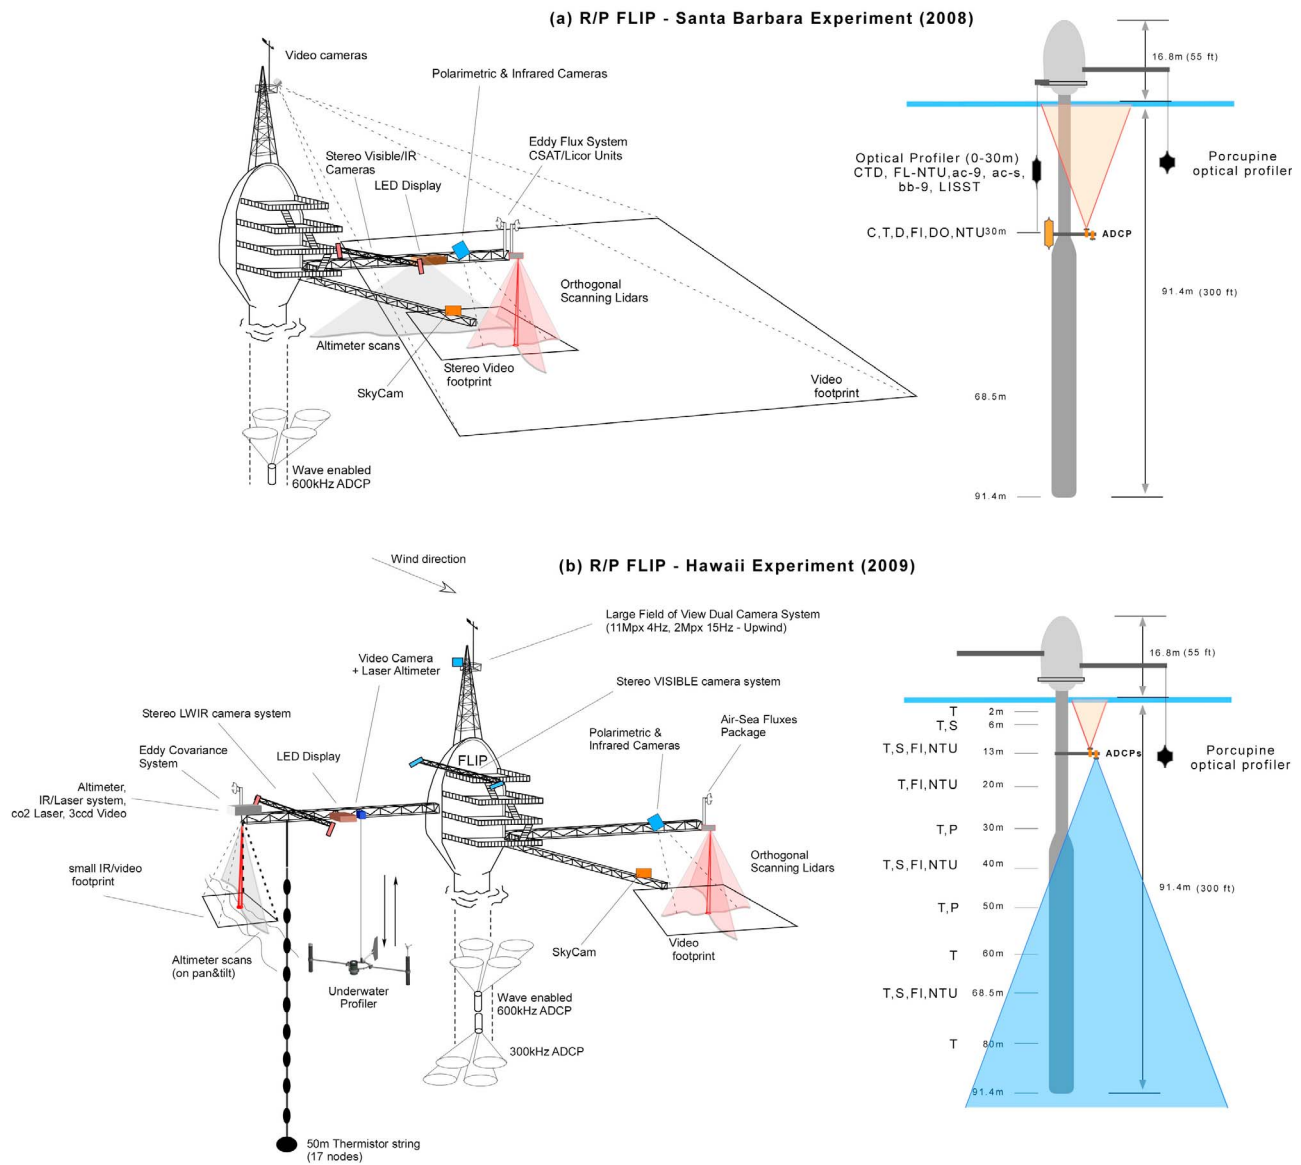 (a) R/P FLIP - Santa Barbara Experiment (2008)
Video cameras
Polarimetric & Infrared Cameras
Eddy Flux System
CSAT/Licor Units
Stereo Visible/IR
Cameras
LED Display
Orthogonal
Scanning Lidars
Altimeter scans
Stereo Video
footprint
SkyCam
Video
footprint
Wave enabled
600kHz ADCP
16.8m (55 ft)
Optical Profiler (0-30m)
CTD, FL-NTU,ac-9, ac-s,
bb-9, LISST
Porcupine
optical profiler
C,T,D,FI,DO,NTU 30m
ADCP
91.4m (300 ft)
68.5m
91.4m
(b) R/P FLIP - Hawaii Experiment (2009)
Wind direction
Large Field of View Dual Camera System
(11Mpx 4Hz, 2Mpx 15Hz - Upwind)
Video Camera
+ Laser Altimeter
Stereo VISIBLE camera system
Stereo LWIR camera system
Eddy Covariance
System
LED Display
FLIP
Polarimetric &
Infrared Cameras
Air-Sea Fluxes
Package
Altimeter,
IR/Laser system,
co2 Laser, 3ccd Video
small IR/video
footprint
Orthogonal
Scanning Lidars
Altimeter scans
(on pan&tilt)
Underwater
Profiler
SkyCam
Video
footprint
Wave enabled
600kHz ADCP
300kHz ADCP
50m Thermistor string
(17 nodes)
16.8m (55 ft)
T 2m
T,S 6m
T,S,FI,NTU 13m
ADCPs
Porcupine
optical profiler
T,FI,NTU 20m
T,P 30m
T,S,FI,NTU 40m
91.4m (300 ft)
T,P 50m
T 60m
T,S,FI,NTU 68.5m
T 80m
91.4m